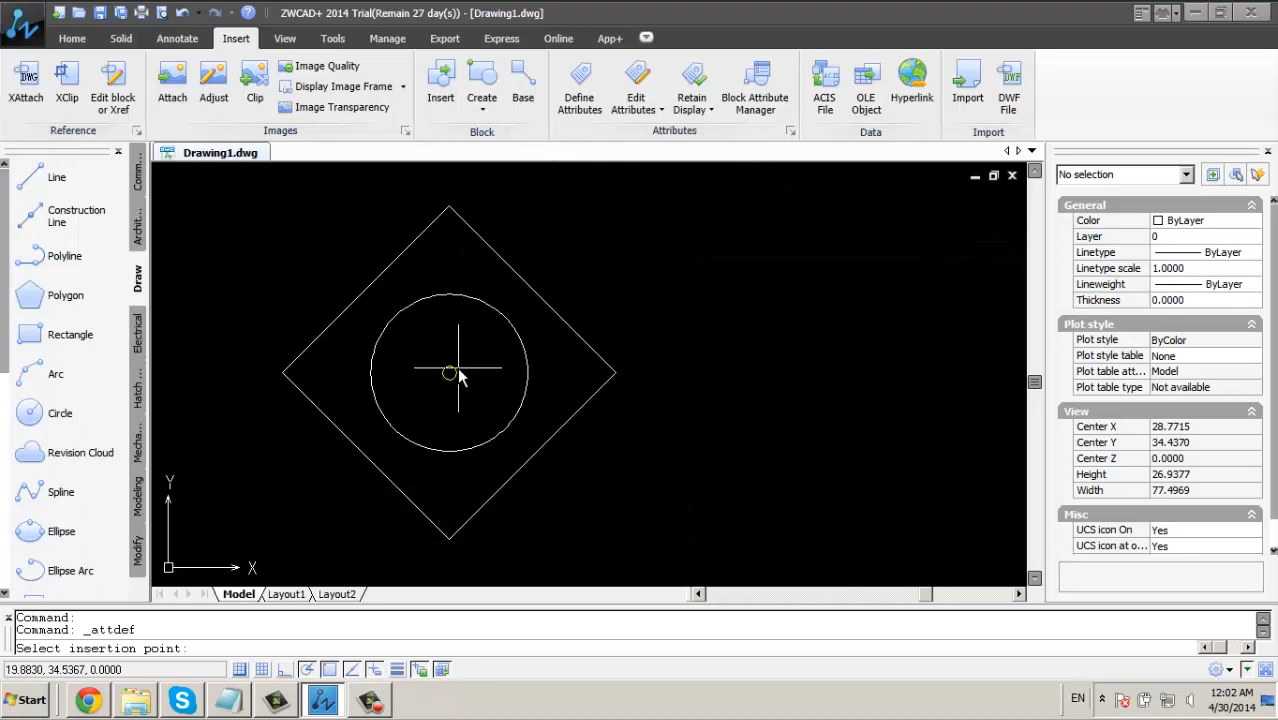 ZWCAD+ 2014 Trial(Remain 27 day(s)) - [Drawing1.dwg]
Home Solid Annotate Insert View Tools Manage Export Express Online App+
XAttach XClip Edit block or Xref
Reference
Attach Adjust Clip
Image Quality
Display Image Frame
Image Transparency
Images
Insert Create Base
Block
Define Attributes
Edit Attributes
Retain Display
Block Attribute Manager
Attributes
ACIS File
OLE Object
Hyperlink
Data
Import
DWF File
Import
Drawing1.dwg
Line
Construction Line
Polyline
Polygon
Rectangle
Arc
Circle
Revision Cloud
Spline
Ellipse
Ellipse Arc
Comm...
Archit...
Draw
Electrical
Hatch ...
Mecha...
Modeling
Modify
Y
X
Model Layout1 Layout2
No selection
General
Color ByLayer
Layer 0
Linetype ByLayer
Linetype scale 1.0000
Lineweight ByLayer
Thickness 0.0000
Plot style
Plot style ByColor
Plot style table None
Plot table att... Model
Plot table type Not available
View
Center X 28.7715
Center Y 34.4370
Center Z 0.0000
Height 26.9377
Width 77.4969
Misc
UCS icon On Yes
UCS icon at o... Yes
Command:
Command: _attdef
Select insertion point:
19.8830, 34.5367, 0.0000
Start
EN
12:02 AM
4/30/2014